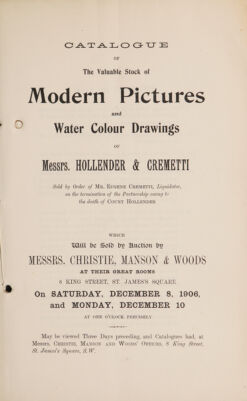 CATALOGUE
OF
The Valuable Stock of
Modern Pictures
and
Water Colour Drawings
OF
Messrs. HOLLENDER & CREMETTI
Sold by Order of MR. EUGENE CREMETTI, Liquidator,
on the termination of the Partnership owing to
the death of COUNT HOLLENDER
WHICH
Will be Sold by Auction by
MESSRS. CHRISTIE, MANSON & WOODS
AT THEIR GREAT ROOMS
8 KING STREET, ST. JAMES'S SQUARE
On SATURDAY, DECEMBER 8, 1906,
and MONDAY, DECEMBER 10
AT ONE O'CLOCK PRECISELY
May be viewed Three Days preceding, and Catalogues had, at
MESSRS. CHRISTIE, MANSON AND WOODS' OFFICES, 8 King Street,
St. James's Square, S.W.